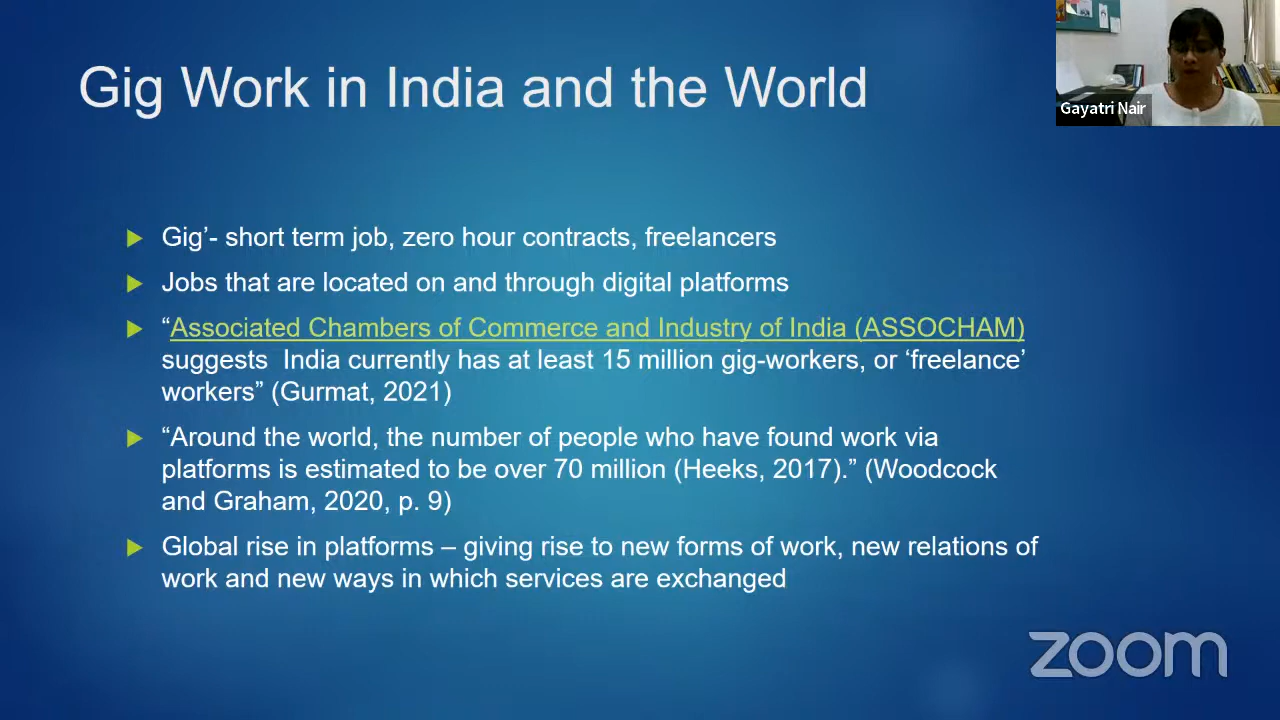 Gig Work in India and the World
Gayatri Nair
Gig’- short term job, zero hour contracts, freelancers
Jobs that are located on and through digital platforms
“Associated Chambers of Commerce and Industry of India (ASSOCHAM)
suggests  India currently has at least 15 million gig-workers, or ‘freelance’
workers” (Gurmat, 2021)
“Around the world, the number of people who have found work via
platforms is estimated to be over 70 million (Heeks, 2017).” (Woodcock
and Graham, 2020, p. 9)
Global rise in platforms – giving rise to new forms of work, new relations of
work and new ways in which services are exchanged
zoom